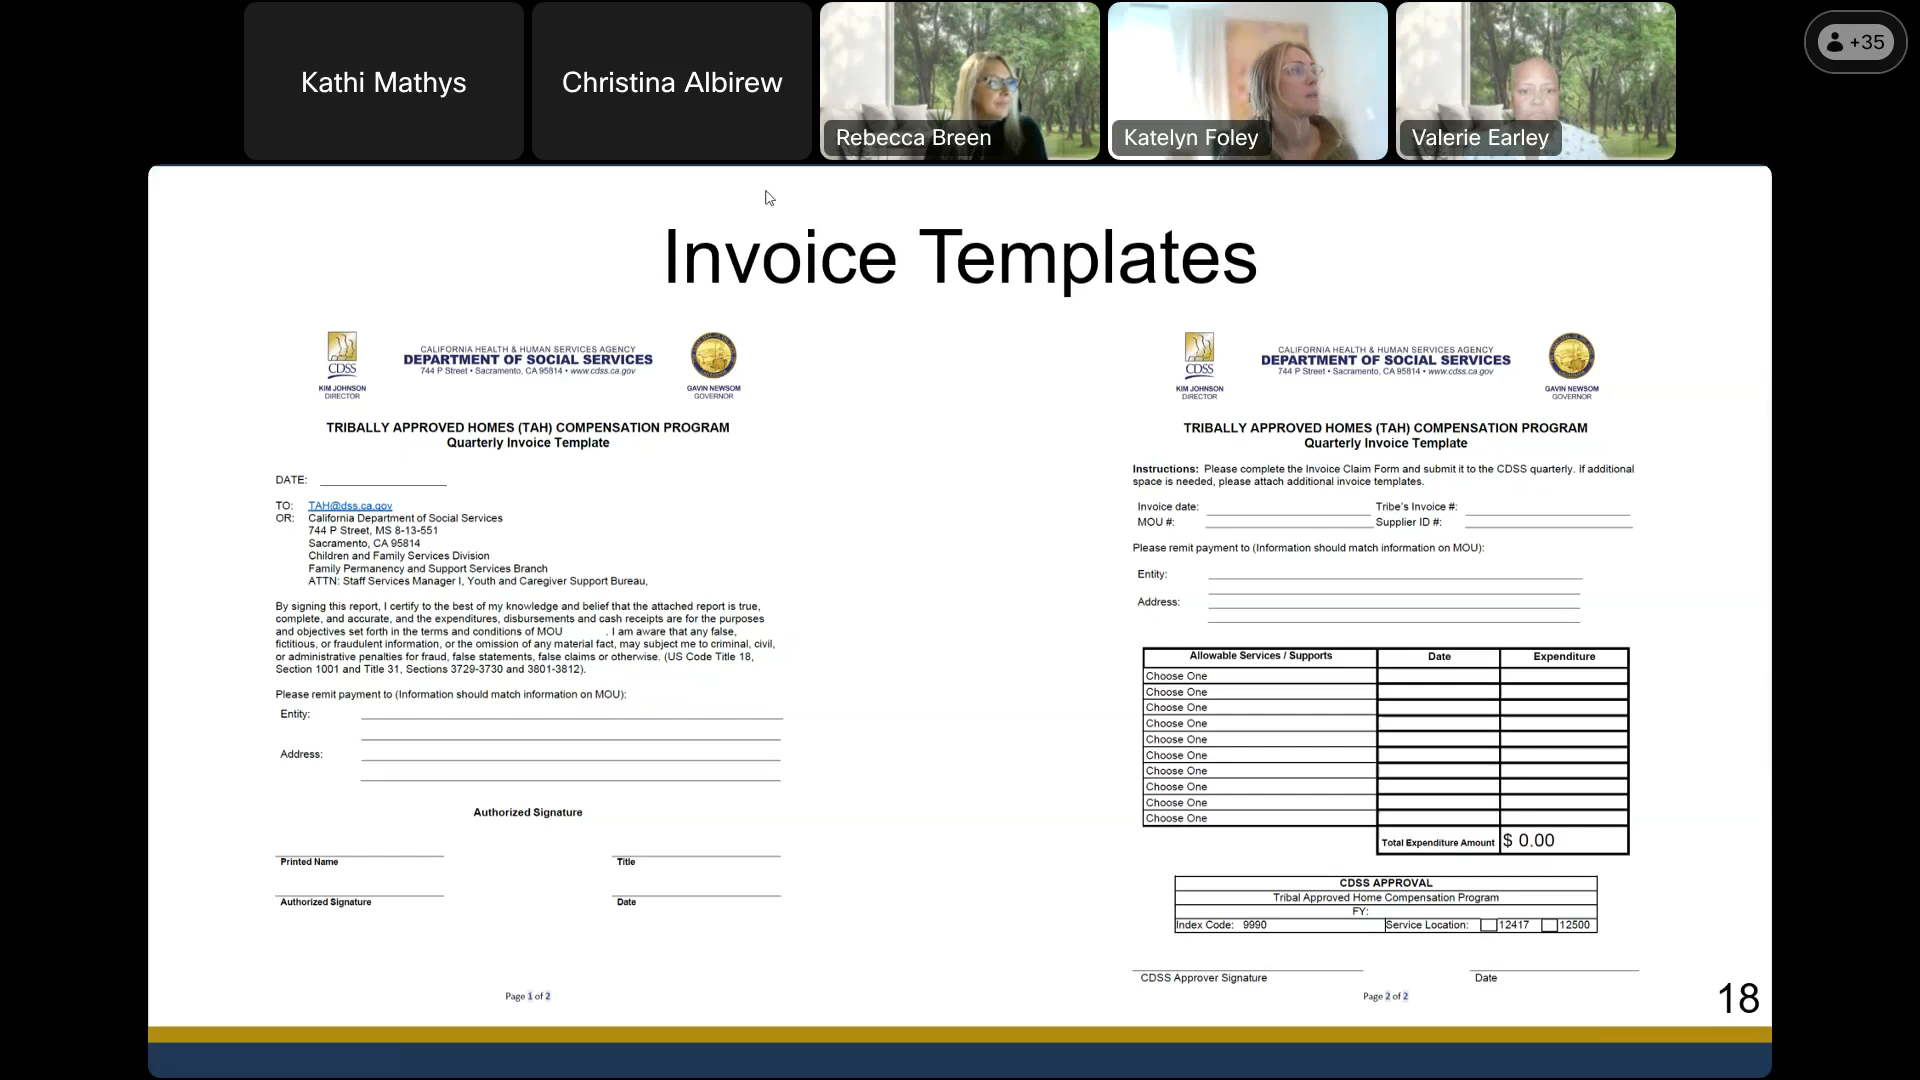 Kathi Mathys
Christina Albirew
Rebecca Breen
Katelyn Foley
Valerie Earley
+35
Invoice Templates
CDSS
KIM JOHNSON
DIRECTOR
CALIFORNIA HEALTH & HUMAN SERVICES AGENCY
DEPARTMENT OF SOCIAL SERVICES
744 P Street • Sacramento, CA 95814 • www.cdss.ca.gov
GAVIN NEWSOM
GOVERNOR
TRIBALLY APPROVED HOMES (TAH) COMPENSATION PROGRAM
Quarterly Invoice Template
DATE:
TO: TAH@dss.ca.gov
OR: California Department of Social Services
744 P Street, MS 8-13-551
Sacramento, CA 95814
Children and Family Services Division
Family Permanency and Support Services Branch
ATTN: Staff Services Manager I, Youth and Caregiver Support Bureau,
By signing this report, I certify to the best of my knowledge and belief that the attached report is true,
complete, and accurate, and the expenditures, disbursements and cash receipts are for the purposes
and objectives set forth in the terms and conditions of MOU . I am aware that any false,
fictitious, or fraudulent information, or the omission of any material fact, may subject me to criminal, civil,
or administrative penalties for fraud, false statements, false claims or otherwise. (US Code Title 18,
Section 1001 and Title 31, Sections 3729-3730 and 3801-3812).
Please remit payment to (Information should match information on MOU):
Entity:
Address:
Authorized Signature
Printed Name Title
Authorized Signature Date
Page 1 of 2
CDSS
KIM JOHNSON
DIRECTOR
CALIFORNIA HEALTH & HUMAN SERVICES AGENCY
DEPARTMENT OF SOCIAL SERVICES
744 P Street • Sacramento, CA 95814 • www.cdss.ca.gov
GAVIN NEWSOM
GOVERNOR
TRIBALLY APPROVED HOMES (TAH) COMPENSATION PROGRAM
Quarterly Invoice Template
Instructions: Please complete the Invoice Claim Form and submit it to the CDSS quarterly. If additional
space is needed, please attach additional invoice templates.
Invoice date: Tribe's Invoice #:
MOU #: Supplier ID #:
Please remit payment to (Information should match information on MOU):
Entity:
Address:
Allowable Services / Supports Date Expenditure
Choose One
Choose One
Choose One
Choose One
Choose One
Choose One
Choose One
Choose One
Choose One
Choose One
Total Expenditure Amount $ 0.00
CDSS APPROVAL
Tribal Approved Home Compensation Program
FY:
Index Code: 9990 Service Location: 12417 12500
CDSS Approver Signature Date
Page 2 of 2
18